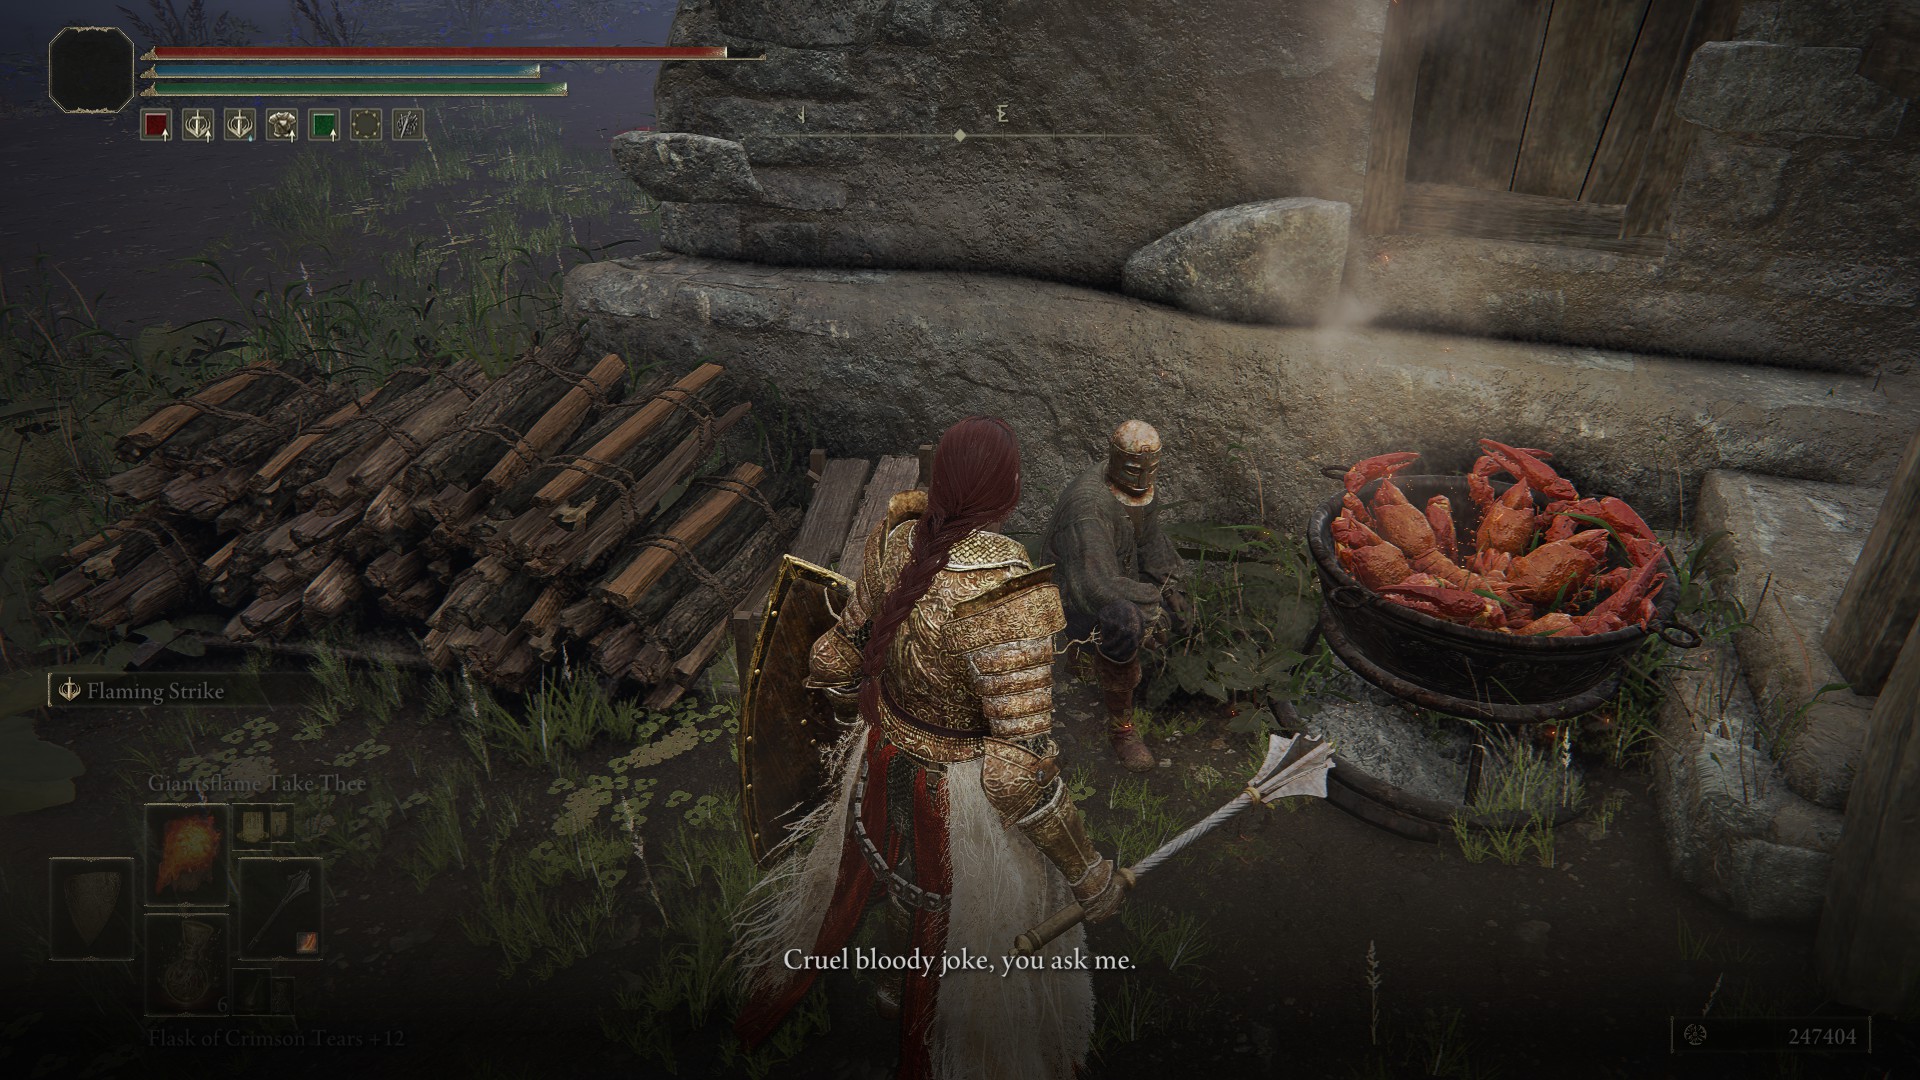 E
Flaming Strike
Giantsflame Take Thee
6
Flask of Crimson Tears +12
Cruel bloody joke, you ask me.
247404